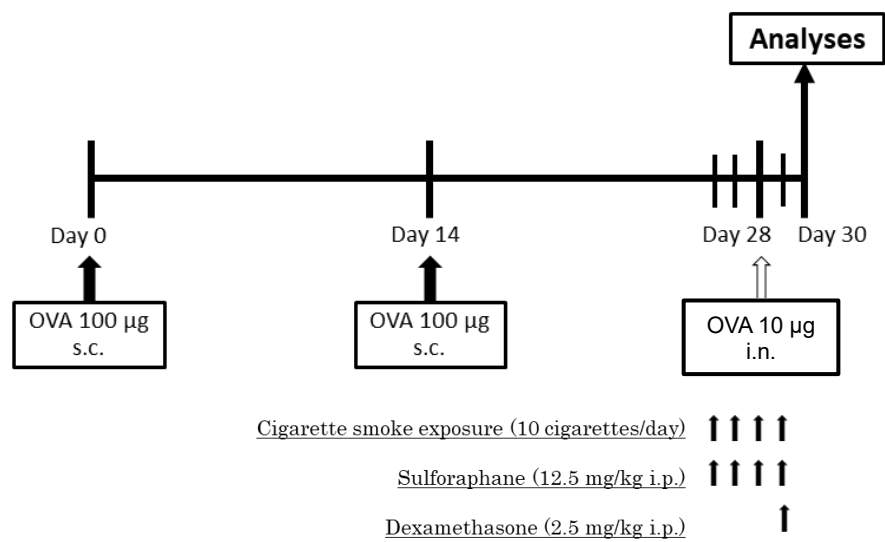 Analyses
Day 0
Day 14
Day 28
Day 30
OVA 100 μg
s.c.
OVA 100 μg
s.c.
OVA 10 μg
i.n.
Cigarette smoke exposure (10 cigarettes/day)
Sulforaphane (12.5 mg/kg i.p.)
Dexamethasone (2.5 mg/kg i.p.)